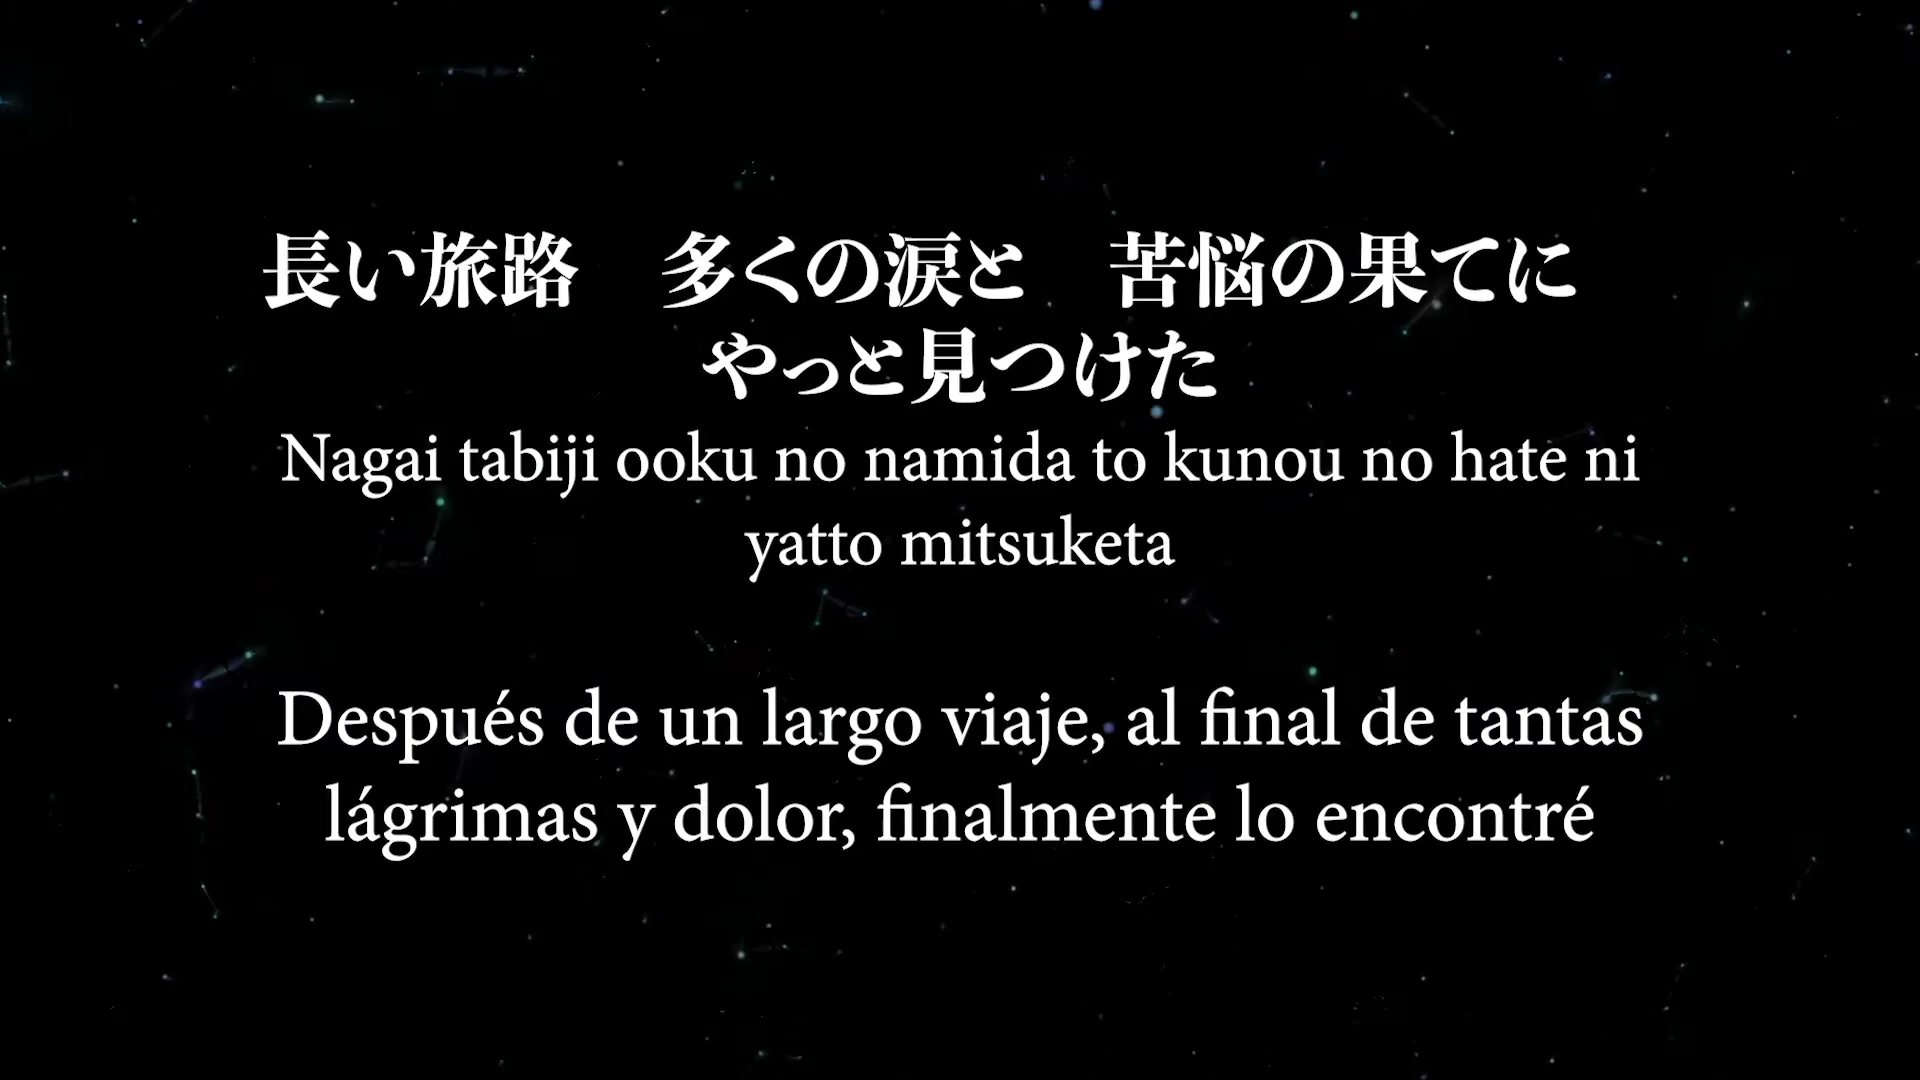 長い旅路　多くの涙と　苦悩の果てに
やっと見つけた
Nagai tabiji ooku no namida to kunou no hate ni
yatto mitsuketa
Después de un largo viaje, al final de tantas
lágrimas y dolor, finalmente lo encontré